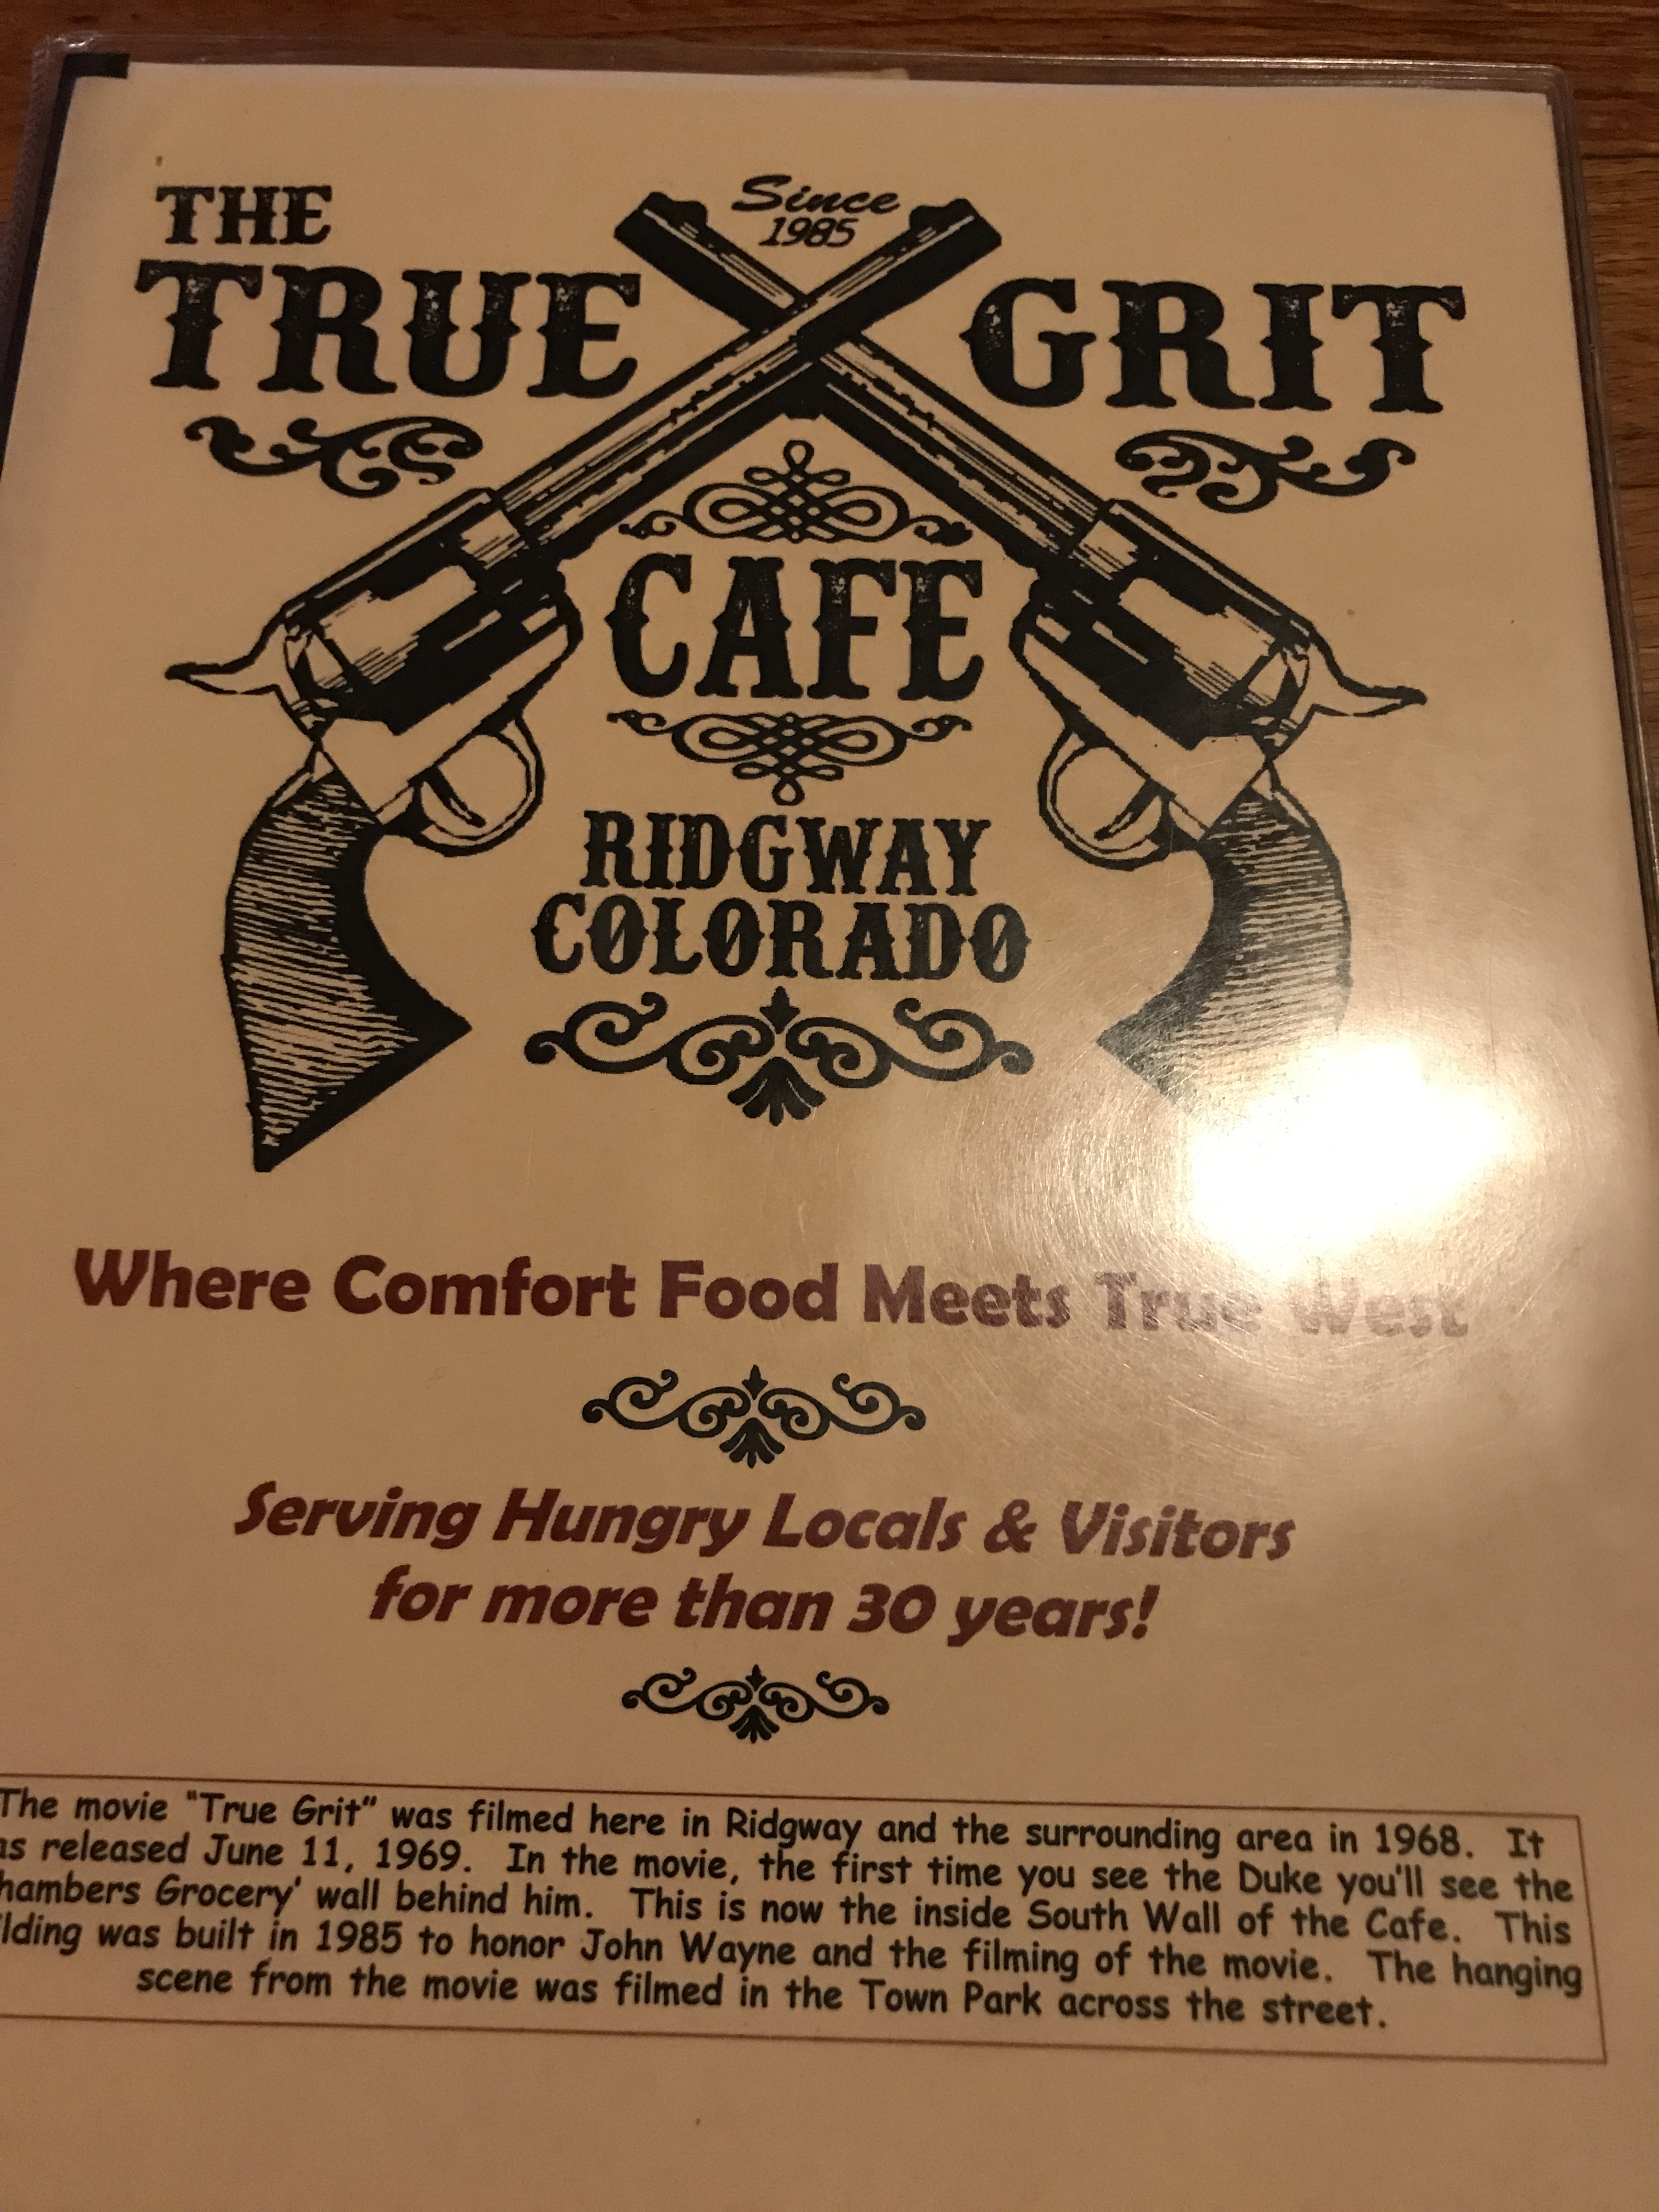 Since
1985
THE
TRUE GRIT
CAFÉ
RIDGWAY
COLORADO
Where Comfort Food Meets True West
Serving Hungry Locals & Visitors
for more than 30 years!
The movie "True Grit" was filmed here in Ridgway and the surrounding area in 1968. It
as released June 11, 1969. In the movie, the first time you see the Duke you'll see the
hambers Grocery' wall behind him. This is now the inside South Wall of the Cafe. This
lding was built in 1985 to honor John Wayne and the filming of the movie. The hanging
scene from the movie was filmed in the Town Park across the street.